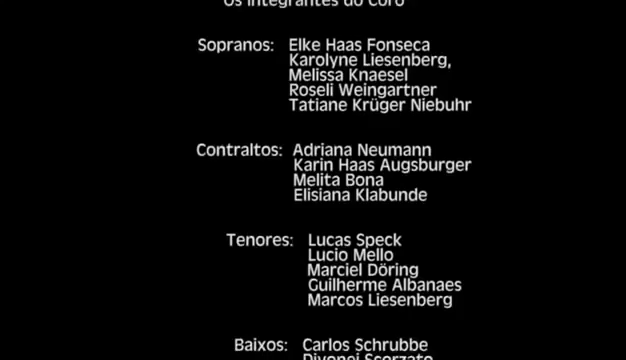 Os Integrantes do Coro
Sopranos: Elke Haas Fonseca
Karolyne Liesenberg,
Melissa Knaesel
Roseli Weingartner
Tatiane Krüger Niebuhr
Contraltos: Adriana Neumann
Karin Haas Augsburger
Melita Bona
Elisiana Klabunde
Tenores: Lucas Speck
Lucio Mello
Marciel Döring
Guilherme Albanaes
Marcos Liesenberg
Baixos: Carlos Schrubbe
Divonei Scorzato